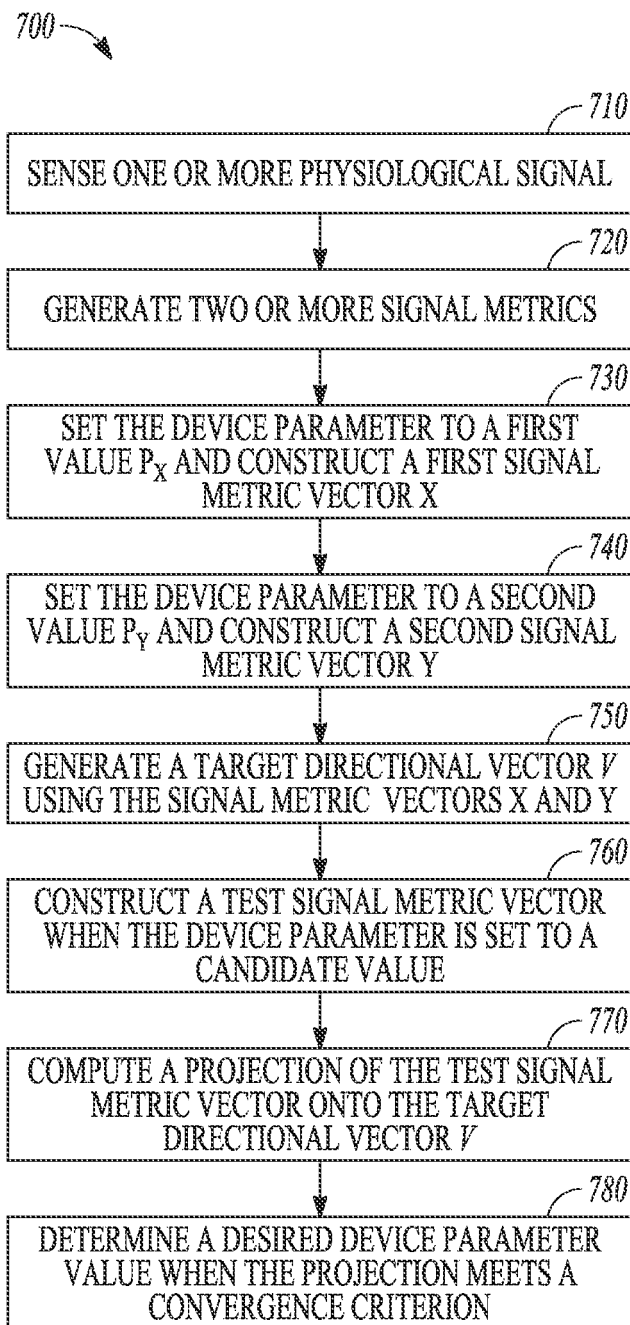 700
710
SENSE ONE OR MORE PHYSIOLOGICAL SIGNAL
720
GENERATE TWO OR MORE SIGNAL METRICS
730
SET THE DEVICE PARAMETER TO A FIRST
VALUE PX AND CONSTRUCT A FIRST SIGNAL
METRIC VECTOR X
740
SET THE DEVICE PARAMETER TO A SECOND
VALUE PY AND CONSTRUCT A SECOND SIGNAL
METRIC VECTOR Y
750
GENERATE A TARGET DIRECTIONAL VECTOR V
USING THE SIGNAL METRIC VECTORS X AND Y
760
CONSTRUCT A TEST SIGNAL METRIC VECTOR
WHEN THE DEVICE PARAMETER IS SET TO A
CANDIDATE VALUE
770
COMPUTE A PROJECTION OF THE TEST SIGNAL
METRIC VECTOR ONTO THE TARGET
DIRECTIONAL VECTOR V
780
DETERMINE A DESIRED DEVICE PARAMETER
VALUE WHEN THE PROJECTION MEETS A
CONVERGENCE CRITERION